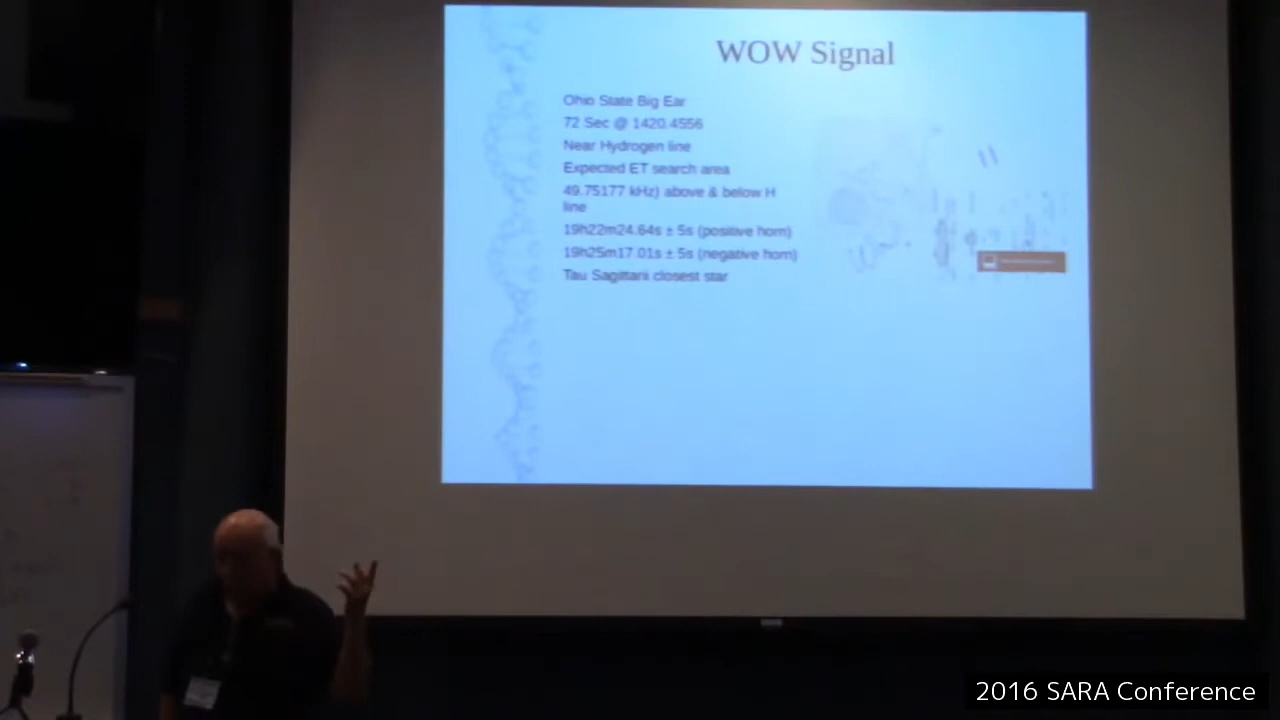 WOW Signal
Ohio State Big Ear
72 Sec @ 1420.4556
Near Hydrogen line
Expected ET search area
49.75177 kHz) above & below H
line
19h22m24.64s ± 5s (positive horn)
19h25m17.01s ± 5s (negative horn)
Tau Sagittarii closest star
2016 SARA Conference